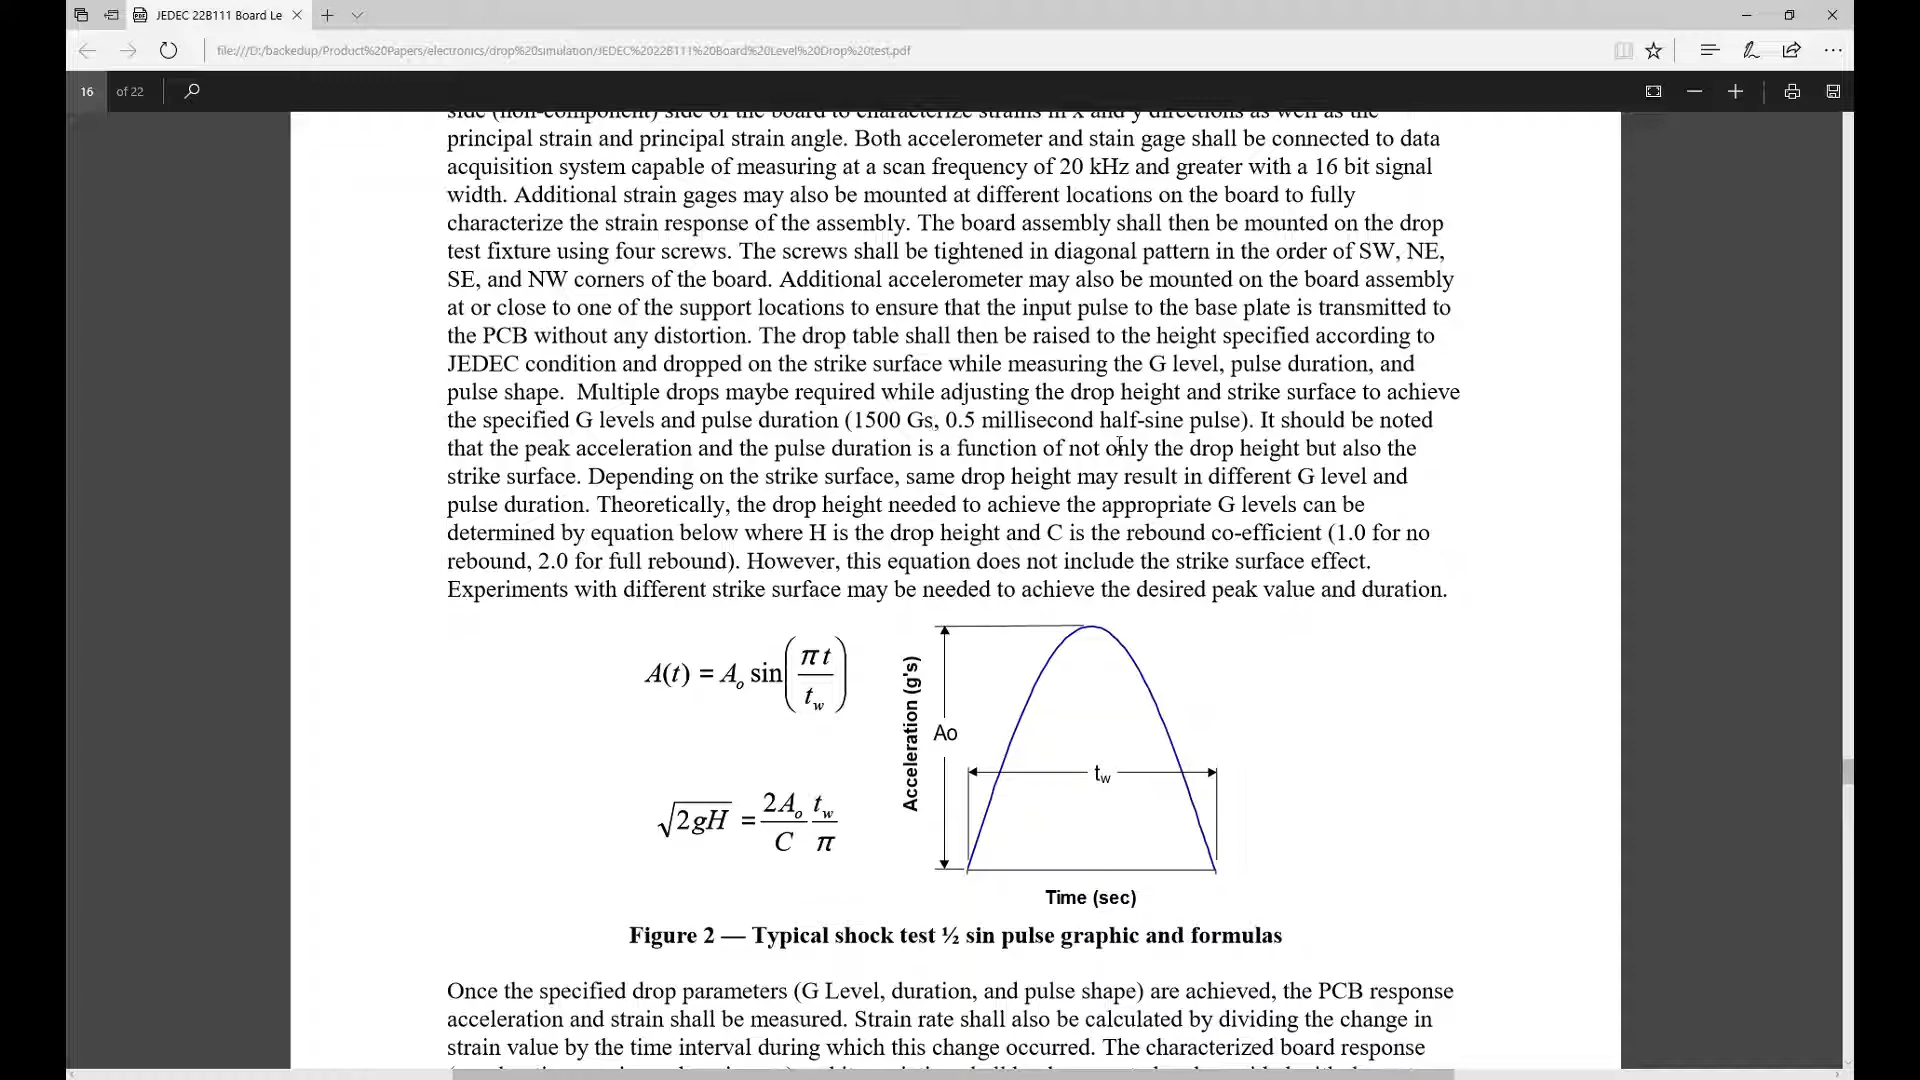 JEDEC 22B111 Board Le
file:///D:/backedup/Product%20Papers/electronics/drop%20simulation/JEDEC%2022B111%20Board%20Level%20Drop%20test.pdf
16 of 22
side (non-component) side of the board to characterize strains in x and y directions as well as the
principal strain and principal strain angle. Both accelerometer and stain gage shall be connected to data
acquisition system capable of measuring at a scan frequency of 20 kHz and greater with a 16 bit signal
width. Additional strain gages may also be mounted at different locations on the board to fully
characterize the strain response of the assembly. The board assembly shall then be mounted on the drop
test fixture using four screws. The screws shall be tightened in diagonal pattern in the order of SW, NE,
SE, and NW corners of the board. Additional accelerometer may also be mounted on the board assembly
at or close to one of the support locations to ensure that the input pulse to the base plate is transmitted to
the PCB without any distortion. The drop table shall then be raised to the height specified according to
JEDEC condition and dropped on the strike surface while measuring the G level, pulse duration, and
pulse shape. Multiple drops maybe required while adjusting the drop height and strike surface to achieve
the specified G levels and pulse duration (1500 Gs, 0.5 millisecond half-sine pulse). It should be noted
that the peak acceleration and the pulse duration is a function of not only the drop height but also the
strike surface. Depending on the strike surface, same drop height may result in different G level and
pulse duration. Theoretically, the drop height needed to achieve the appropriate G levels can be
determined by equation below where H is the drop height and C is the rebound co-efficient (1.0 for no
rebound, 2.0 for full rebound). However, this equation does not include the strike surface effect.
Experiments with different strike surface may be needed to achieve the desired peak value and duration.
A(t) = A_o sin(πt / t_w)
√2gH = 2A_o/C t_w/π
Acceleration (g's)
Ao
t_w
Time (sec)
Figure 2 — Typical shock test ½ sin pulse graphic and formulas
Once the specified drop parameters (G Level, duration, and pulse shape) are achieved, the PCB response
acceleration and strain shall be measured. Strain rate shall also be calculated by dividing the change in
strain value by the time interval during which this change occurred. The characterized board response